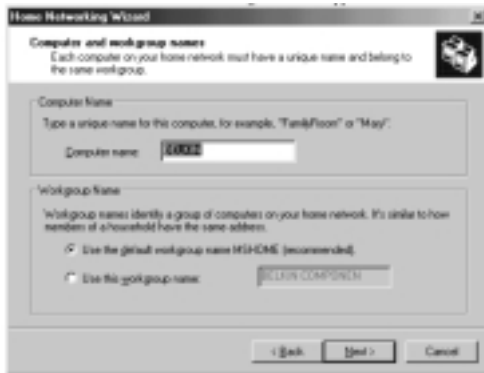 Home Networking Wizard
Computer and workgroup names
Each computer on your home network must have a unique name and belong to
the same workgroup.
Computer Name
Type a unique name for this computer, for example, "FamilyRoom" or "Mary".
Computer name:
BELKIN
Workgroup Name
Workgroup names identify a group of computers on your home network. It's similar to how
members of a household have the same address.
Use the default workgroup name MSHOME (recommended).
Use this workgroup name:
BELKIN COMPONEN
< Back
Next >
Cancel